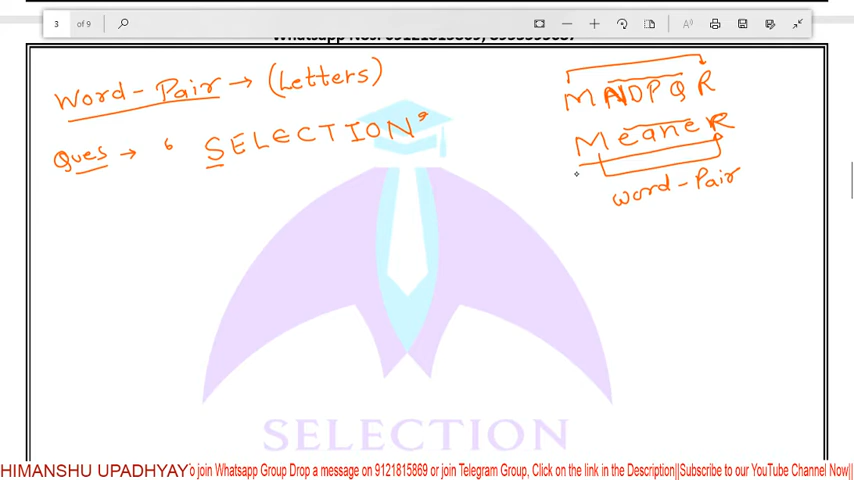 3 of 9
Word-Pair → (Letters)
Ques → " SELECTION"
MANDPQR
MeaneR
word-Pair
SELECTION
HIMANSHU UPADHYAY
To join Whatsapp Group Drop a message on 9121815869 or join Telegram Group, Click on the link in the Description||Subscribe to our YouTube Channel Now||